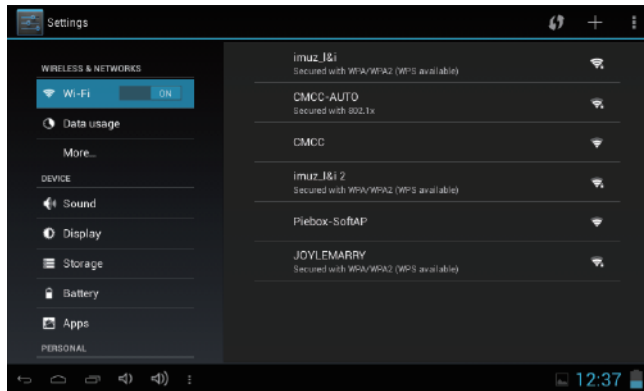 Settings
WIRELESS & NETWORKS
Wi-Fi
ON
Data usage
More...
DEVICE
Sound
Display
Storage
Battery
Apps
PERSONAL
imuz_l&i
Secured with WPA/WPA2 (WPS available)
CMCC-AUTO
Secured with 802.1x
CMCC
imuz_l&i 2
Secured with WPA/WPA2 (WPS available)
Piebox-SoftAP
JOYLEMARRY
Secured with WPA/WPA2 (WPS available)
12:37